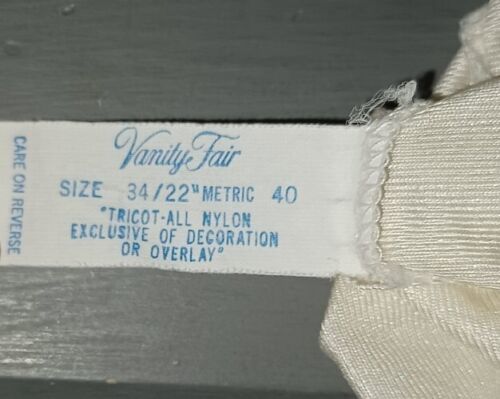 Vanity Fair
SIZE 34/22" METRIC 40
"TRICOT-ALL NYLON
EXCLUSIVE OF DECORATION
OR OVERLAY"
CARE ON REVERSE